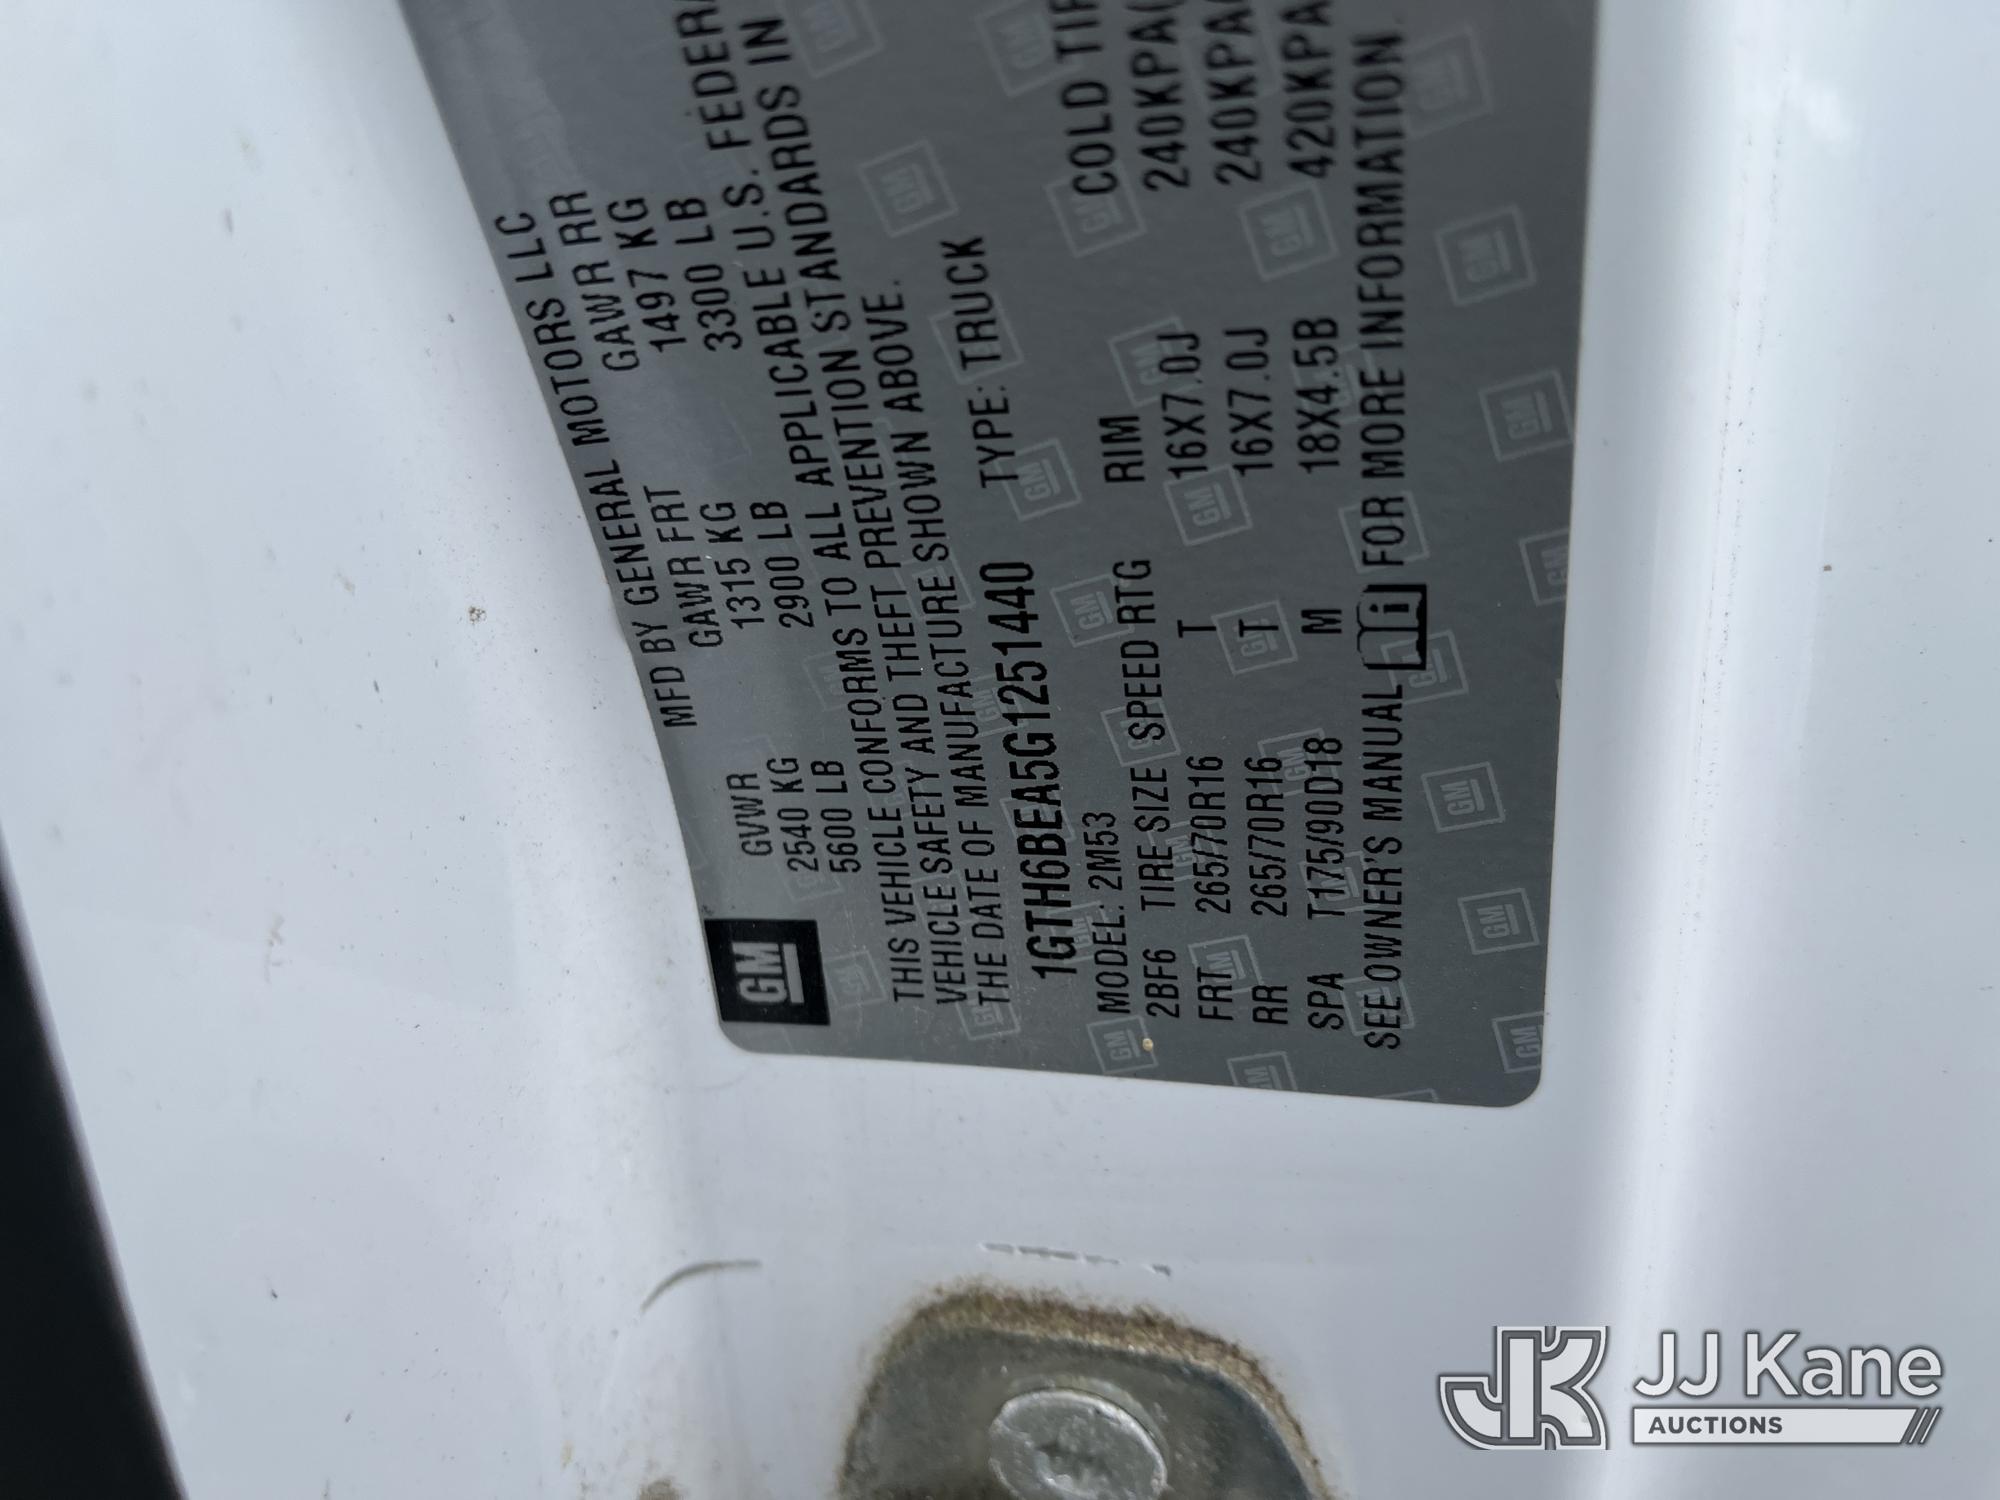 MFD BY GENERAL MOTORS LLC
GVWR GAWR FRT GAWR RR
2540 KG 1315 KG 1497 KG
5600 LB 2900 LB 3300 LB
THIS VEHICLE CONFORMS TO ALL APPLICABLE U.S. FEDERA
VEHICLE SAFETY AND THEFT PREVENTION STANDARDS IN
THE DATE OF MANUFACTURE SHOWN ABOVE.
1GTH6BEA5G1251440 TYPE: TRUCK
MODEL: 2M53
2BF6 TIRE SIZE SPEED RTG RIM COLD TIR
FRT 265/70R16 T 16X7.0J 240KPA(
RR 265/70R16 T 16X7.0J 240KPA(
SPA T175/90D18 M 18X4.5B 420KPA
SEE OWNER'S MANUAL i FOR MORE INFORMATION.
GM
JK JJ Kane
AUCTIONS